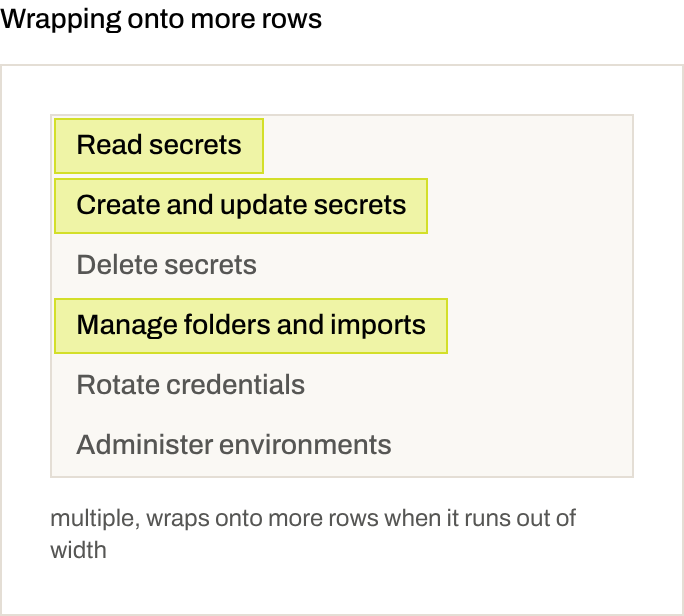 Wrapping onto more rows
Read secrets
Create and update secrets
Delete secrets
Manage folders and imports
Rotate credentials
Administer environments
multiple, wraps onto more rows when it runs out of
width